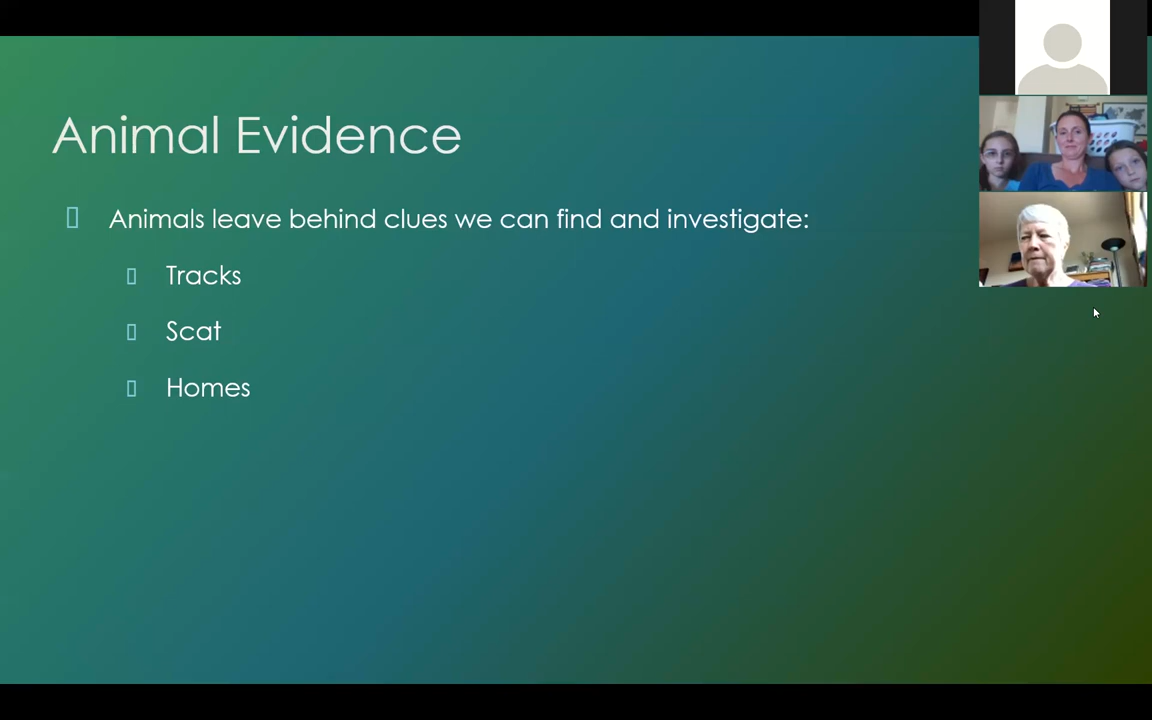 Animal Evidence
Animals leave behind clues we can find and investigate:
Tracks
Scat
Homes